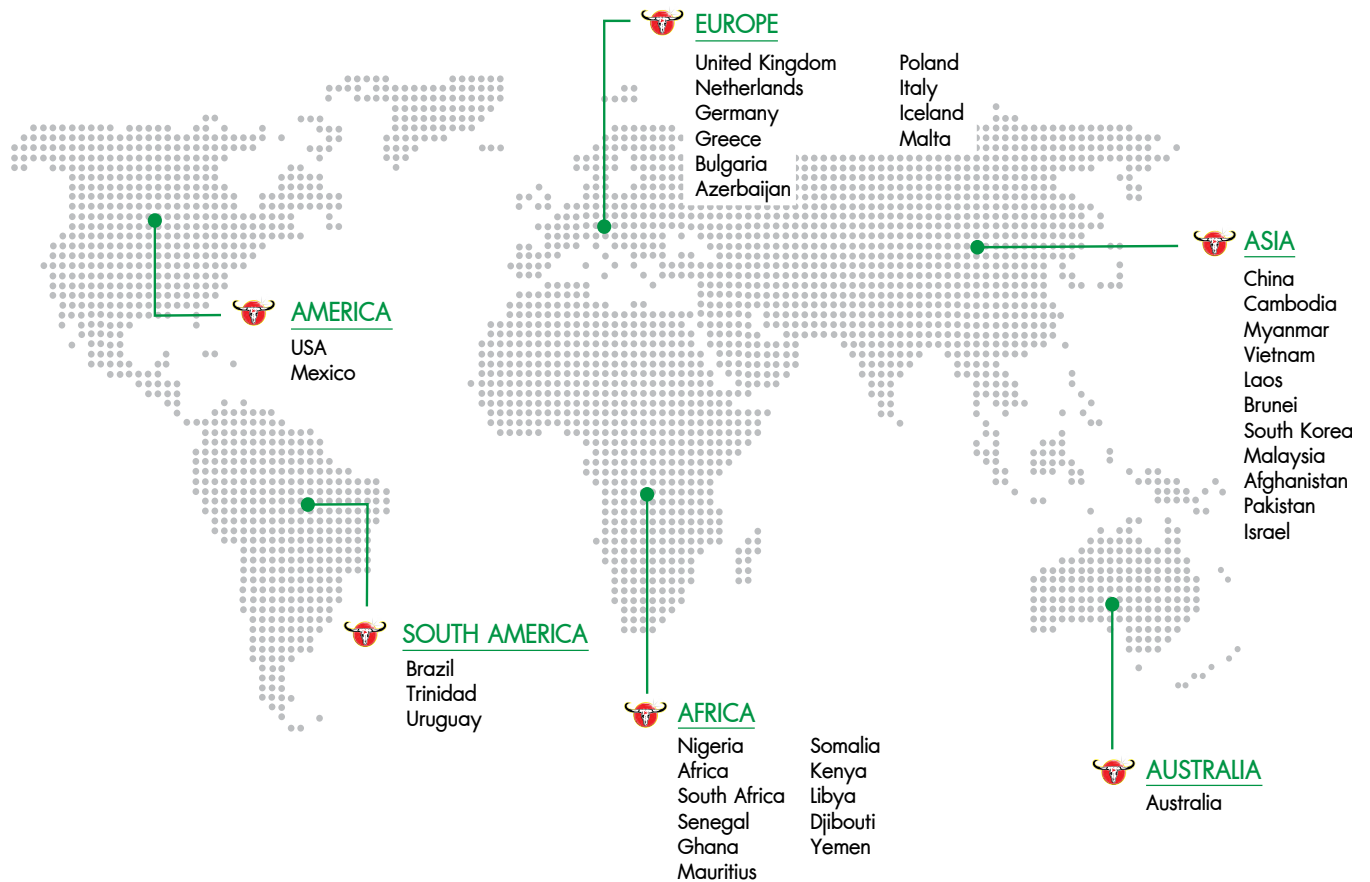 EUROPE
United Kingdom
Netherlands
Germany
Greece
Bulgaria
Azerbaijan
Poland
Italy
Iceland
Malta
ASIA
China
Cambodia
Myanmar
Vietnam
Laos
Brunei
South Korea
Malaysia
Afghanistan
Pakistan
Israel
AMERICA
USA
Mexico
SOUTH AMERICA
Brazil
Trinidad
Uruguay
AFRICA
Nigeria
Africa
South Africa
Senegal
Ghana
Mauritius
Somalia
Kenya
Libya
Djibouti
Yemen
AUSTRALIA
Australia